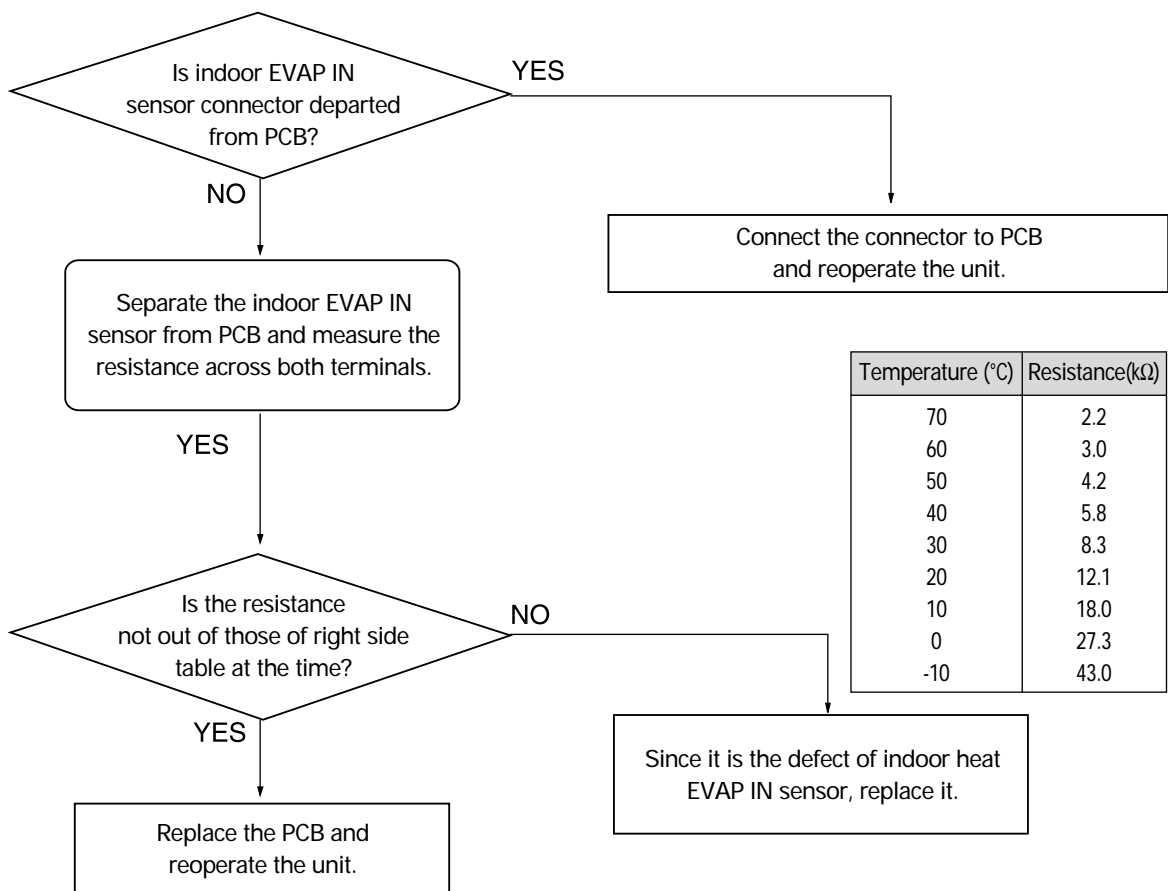 Is indoor EVAP IN
sensor connector departed
from PCB?
YES
NO
Connect the connector to PCB
and reoperate the unit.
Separate the indoor EVAP IN
sensor from PCB and measure the
resistance across both terminals.
YES
Temperature (°C) Resistance(kΩ)
70 2.2
60 3.0
50 4.2
40 5.8
30 8.3
20 12.1
10 18.0
0 27.3
-10 43.0
Is the resistance
not out of those of right side
table at the time?
NO
YES
Since it is the defect of indoor heat
EVAP IN sensor, replace it.
Replace the PCB and
reoperate the unit.